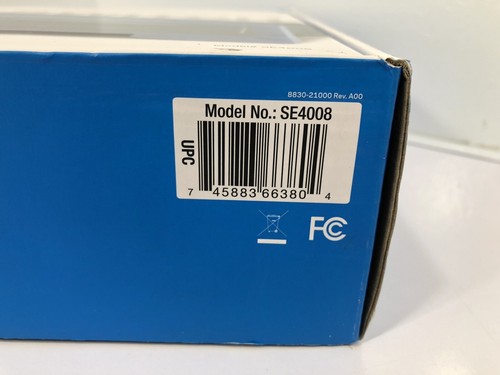 8830-21000 Rev. A00
Model No.: SE4008
UPC
7 45883 66380 4
FC